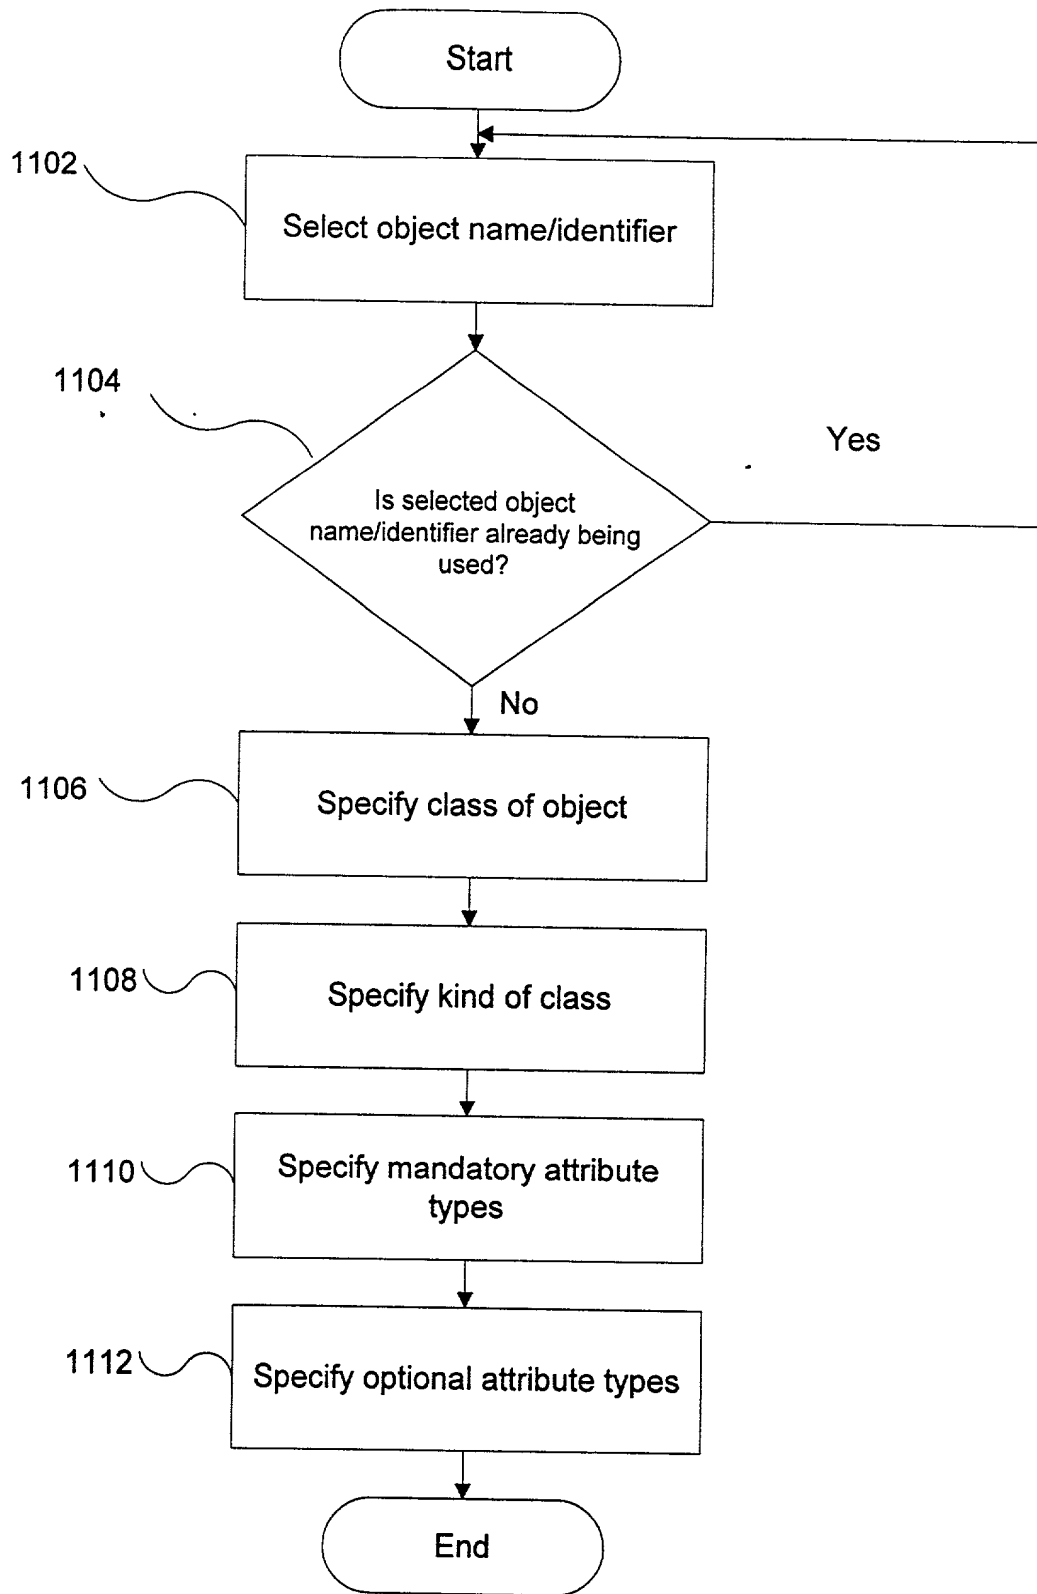 Start
1102
Select object name/identifier
1104
Yes
Is selected object
name/identifier already being
used?
No
1106
Specify class of object
1108
Specify kind of class
1110
Specify mandatory attribute
types
1112
Specify optional attribute types
End